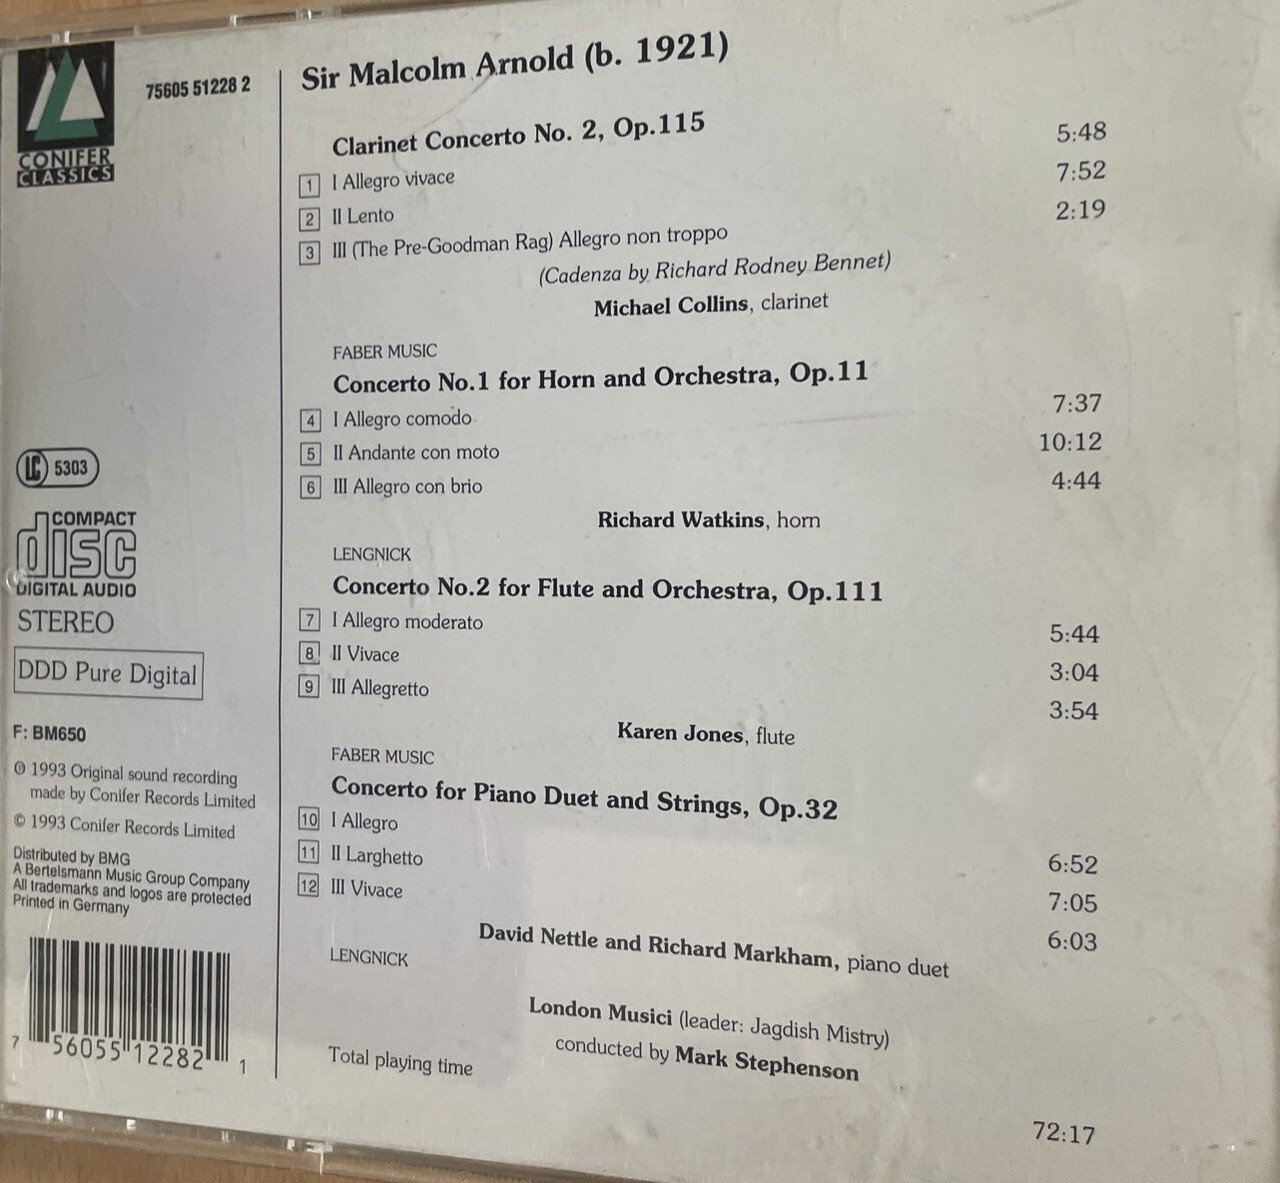 CONIFER
CLASSICS
75605 51228 2
LC 5303
COMPACT
disc
DIGITAL AUDIO
STEREO
DDD Pure Digital
F: BM650
℗ 1993 Original sound recording
made by Conifer Records Limited
© 1993 Conifer Records Limited
Distributed by BMG
A Bertelsmann Music Group Company
All trademarks and logos are protected
Printed in Germany
7 56055 12282 1
Sir Malcolm Arnold (b. 1921)
Clarinet Concerto No. 2, Op.115
1 I Allegro vivace 5:48
2 II Lento 7:52
3 III (The Pre-Goodman Rag) Allegro non troppo 2:19
(Cadenza by Richard Rodney Bennet)
Michael Collins, clarinet
FABER MUSIC
Concerto No.1 for Horn and Orchestra, Op.11
4 I Allegro comodo 7:37
5 II Andante con moto 10:12
6 III Allegro con brio 4:44
Richard Watkins, horn
LENGNICK
Concerto No.2 for Flute and Orchestra, Op.111
7 I Allegro moderato 5:44
8 II Vivace 3:04
9 III Allegretto 3:54
Karen Jones, flute
FABER MUSIC
Concerto for Piano Duet and Strings, Op.32
10 I Allegro 6:52
11 II Larghetto 7:05
12 III Vivace 6:03
David Nettle and Richard Markham, piano duet
LENGNICK
London Musici (leader: Jagdish Mistry)
conducted by Mark Stephenson
Total playing time 72:17